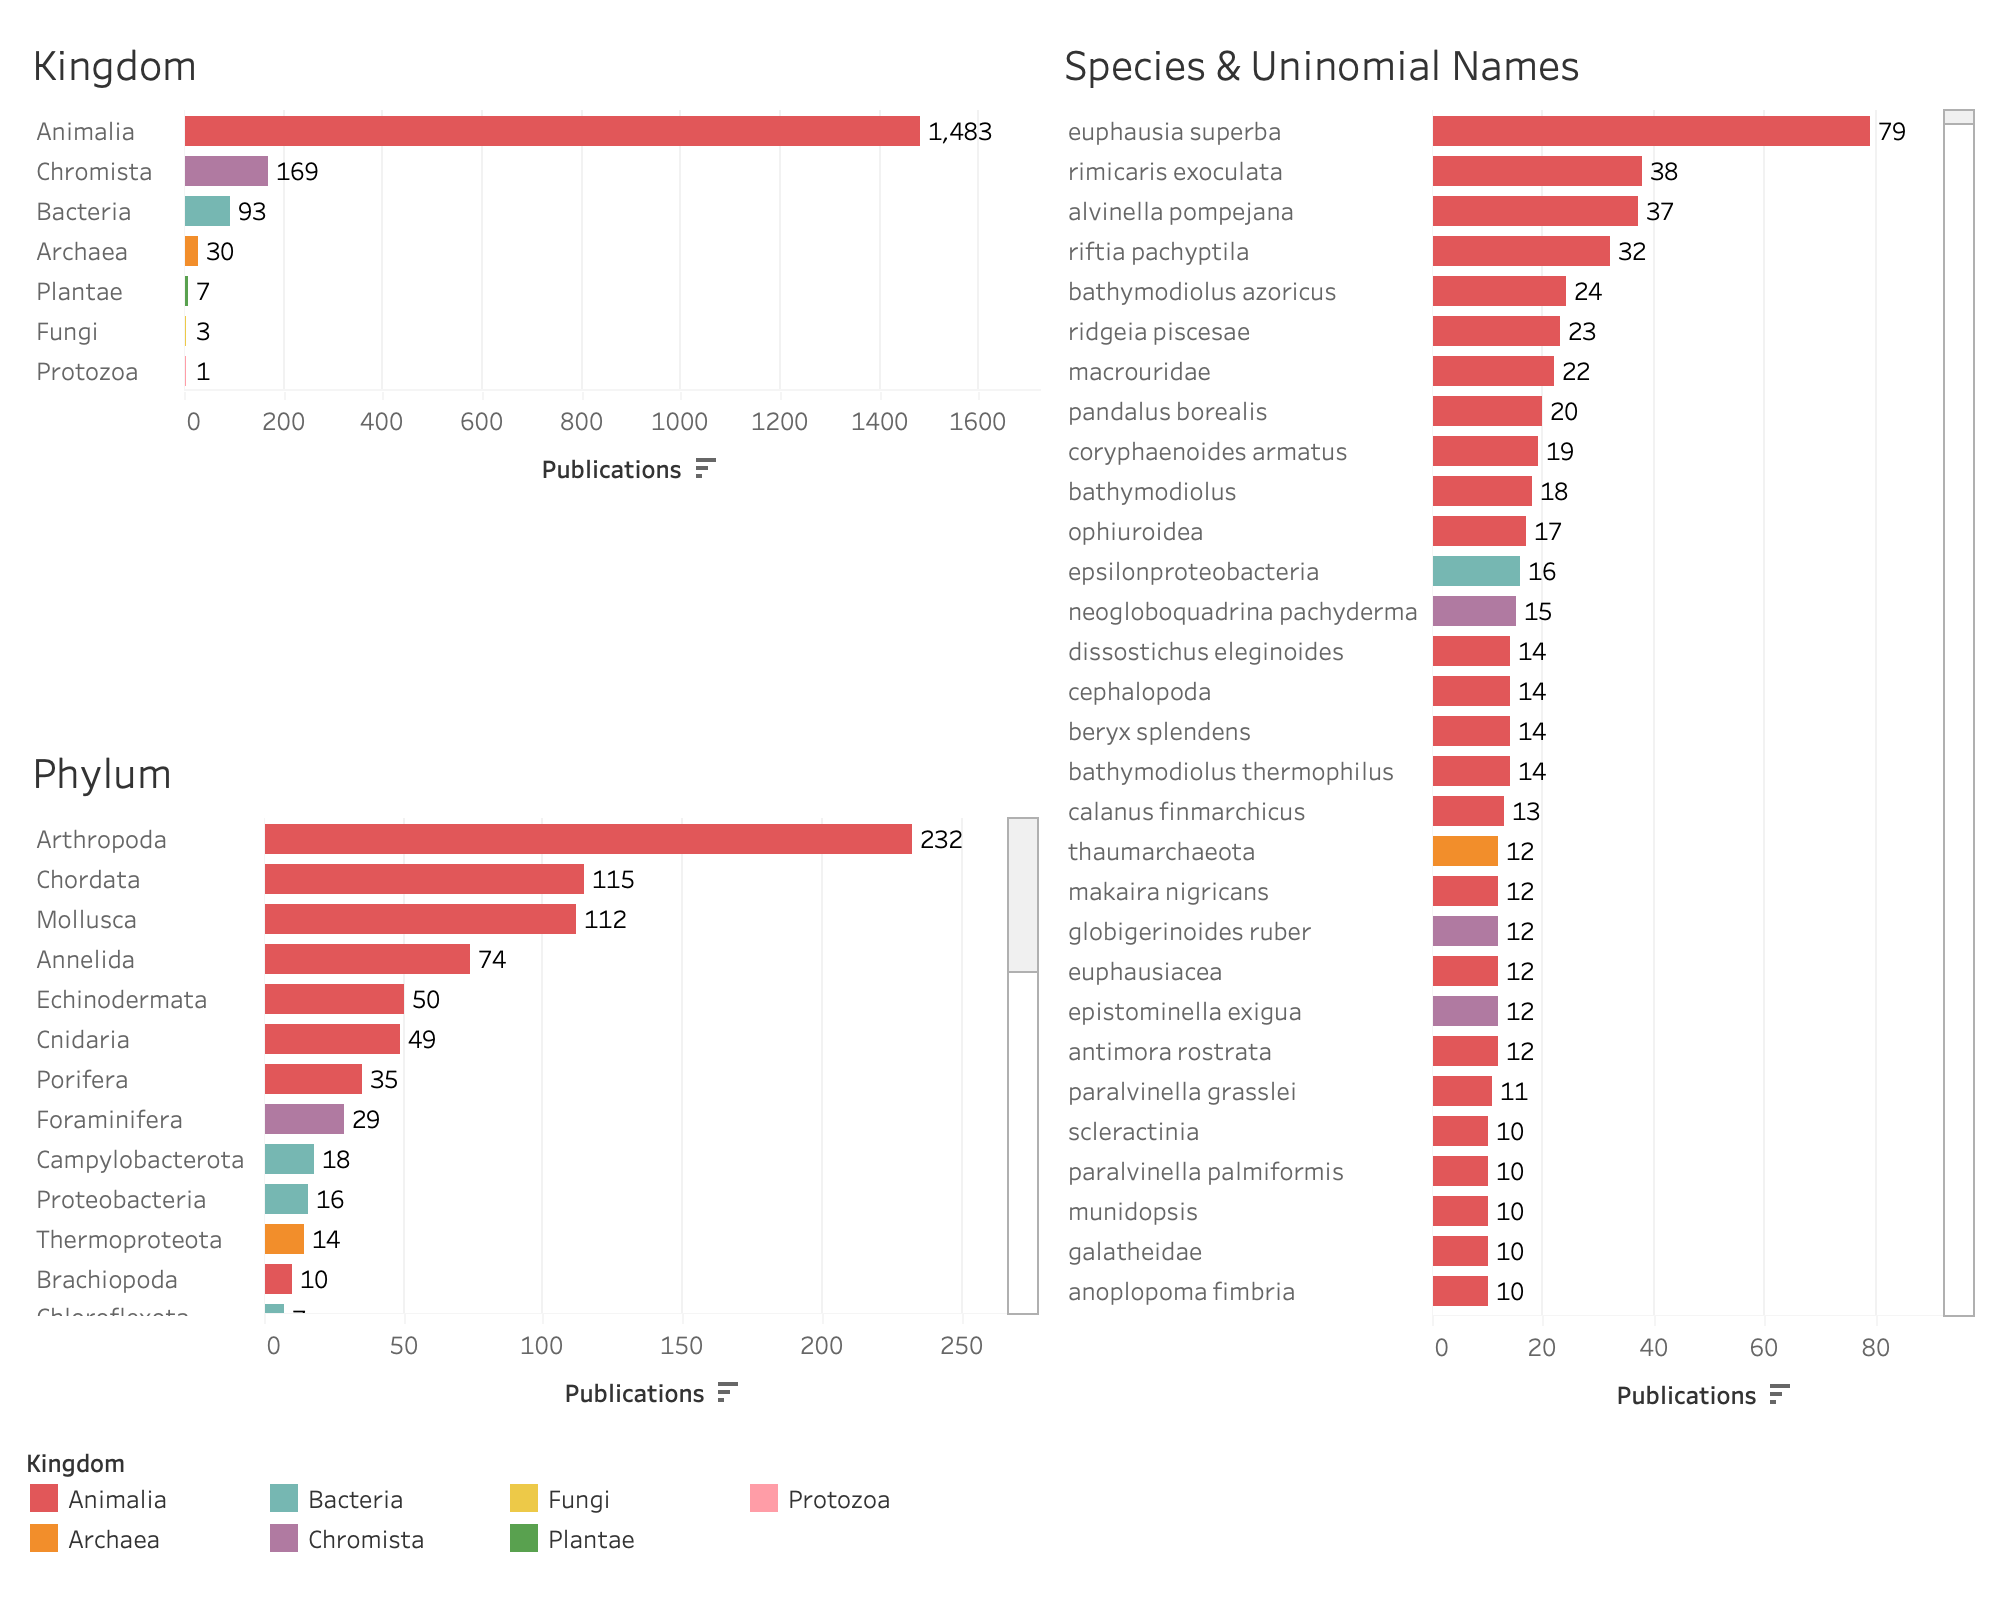 Kingdom
Animalia 1,483
Chromista 169
Bacteria 93
Archaea 30
Plantae 7
Fungi 3
Protozoa 1
0 200 400 600 800 1000 1200 1400 1600
Publications
Phylum
Arthropoda 232
Chordata 115
Mollusca 112
Annelida 74
Echinodermata 50
Cnidaria 49
Porifera 35
Foraminifera 29
Campylobacterota 18
Proteobacteria 16
Thermoproteota 14
Brachiopoda 10
0 50 100 150 200 250
Publications
Species & Uninomial Names
euphausia superba 79
rimicaris exoculata 38
alvinella pompejana 37
riftia pachyptila 32
bathymodiolus azoricus 24
ridgeia piscesae 23
macrouridae 22
pandalus borealis 20
coryphaenoides armatus 19
bathymodiolus 18
ophiuroidea 17
epsilonproteobacteria 16
neogloboquadrina pachyderma 15
dissostichus eleginoides 14
cephalopoda 14
beryx splendens 14
bathymodiolus thermophilus 14
calanus finmarchicus 13
thaumarchaeota 12
makaira nigricans 12
globigerinoides ruber 12
euphausiacea 12
epistominella exigua 12
antimora rostrata 12
paralvinella grasslei 11
scleractinia 10
paralvinella palmiformis 10
munidopsis 10
galatheidae 10
anoplopoma fimbria 10
0 20 40 60 80
Publications
Kingdom
Animalia Bacteria Fungi Protozoa
Archaea Chromista Plantae